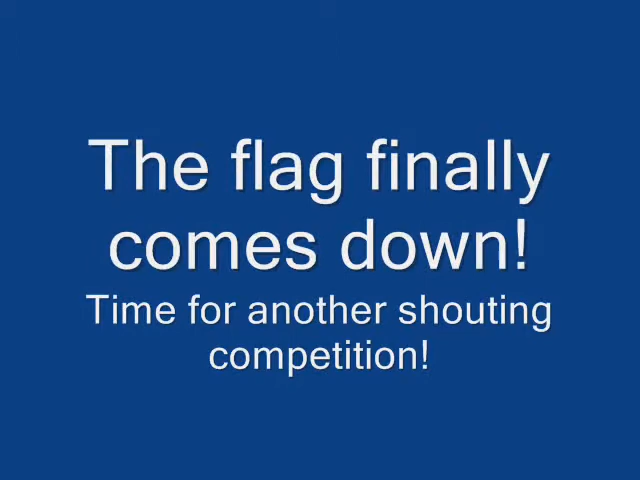 The flag finally
comes down!
Time for another shouting
competition!